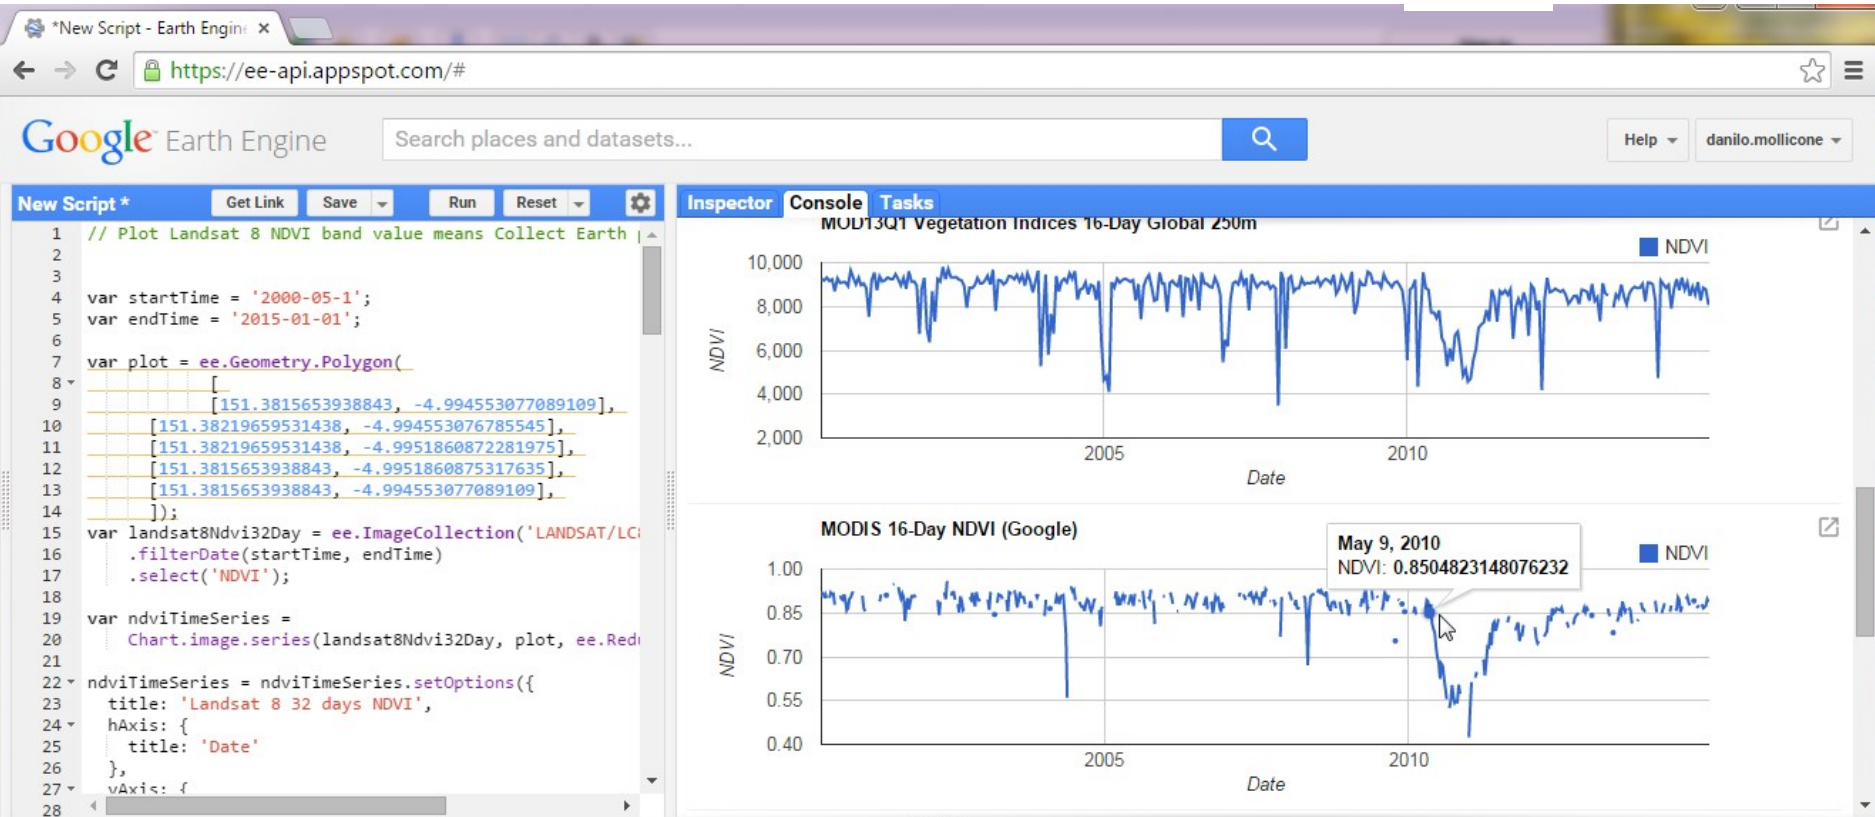 *New Script - Earth Engin
https://ee-api.appspot.com/#
Google Earth Engine
Search places and datasets...
Help
danilo.mollicone
New Script *
Get Link
Save
Run
Reset
Inspector
Console
Tasks
1 // Plot Landsat 8 NDVI band value means Collect Earth
2
3
4 var startTime = '2000-05-1';
5 var endTime = '2015-01-01';
6
7 var plot = ee.Geometry.Polygon(
8 [
9 [151.3815653938843, -4.994553077089109],
10 [151.38219659531438, -4.994553076785545],
11 [151.38219659531438, -4.9951860872281975],
12 [151.3815653938843, -4.9951860875317635],
13 [151.3815653938843, -4.994553077089109],
14 ]);
15 var landsat8Ndvi32Day = ee.ImageCollection('LANDSAT/LC
16 .filterDate(startTime, endTime)
17 .select('NDVI');
18
19 var ndviTimeSeries =
20 Chart.image.series(landsat8Ndvi32Day, plot, ee.Redu
21
22 ndviTimeSeries = ndviTimeSeries.setOptions({
23 title: 'Landsat 8 32 days NDVI',
24 hAxis: {
25 title: 'Date'
26 },
27 vAxis: {
28
MOD13Q1 Vegetation Indices 16-Day Global 250m
NDVI
10,000
8,000
6,000
4,000
2,000
NDVI
2005
2010
Date
MODIS 16-Day NDVI (Google)
May 9, 2010
NDVI: 0.8504823148076232
NDVI
1.00
0.85
0.70
0.55
0.40
NDVI
2005
2010
Date